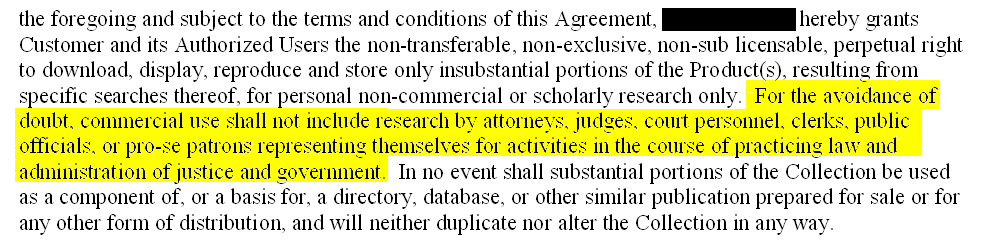 the foregoing and subject to the terms and conditions of this Agreement, hereby grants
Customer and its Authorized Users the non-transferable, non-exclusive, non-sub licensable, perpetual right
to download, display, reproduce and store only insubstantial portions of the Product(s), resulting from
specific searches thereof, for personal non-commercial or scholarly research only. For the avoidance of
doubt, commercial use shall not include research by attorneys, judges, court personnel, clerks, public
officials, or pro-se patrons representing themselves for activities in the course of practicing law and
administration of justice and government. In no event shall substantial portions of the Collection be used
as a component of, or a basis for, a directory, database, or other similar publication prepared for sale or for
any other form of distribution, and will neither duplicate nor alter the Collection in any way.